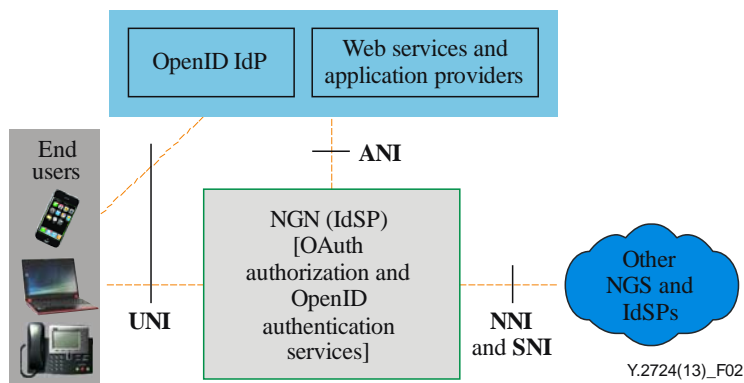 OpenID IdP
Web services and
application providers
End
users
ANI
NGN (IdSP)
[OAuth
authorization and
OpenID
authentication
services]
UNI
NNI
and SNI
Other
NGS and
IdSPs
Y.2724(13)_F02